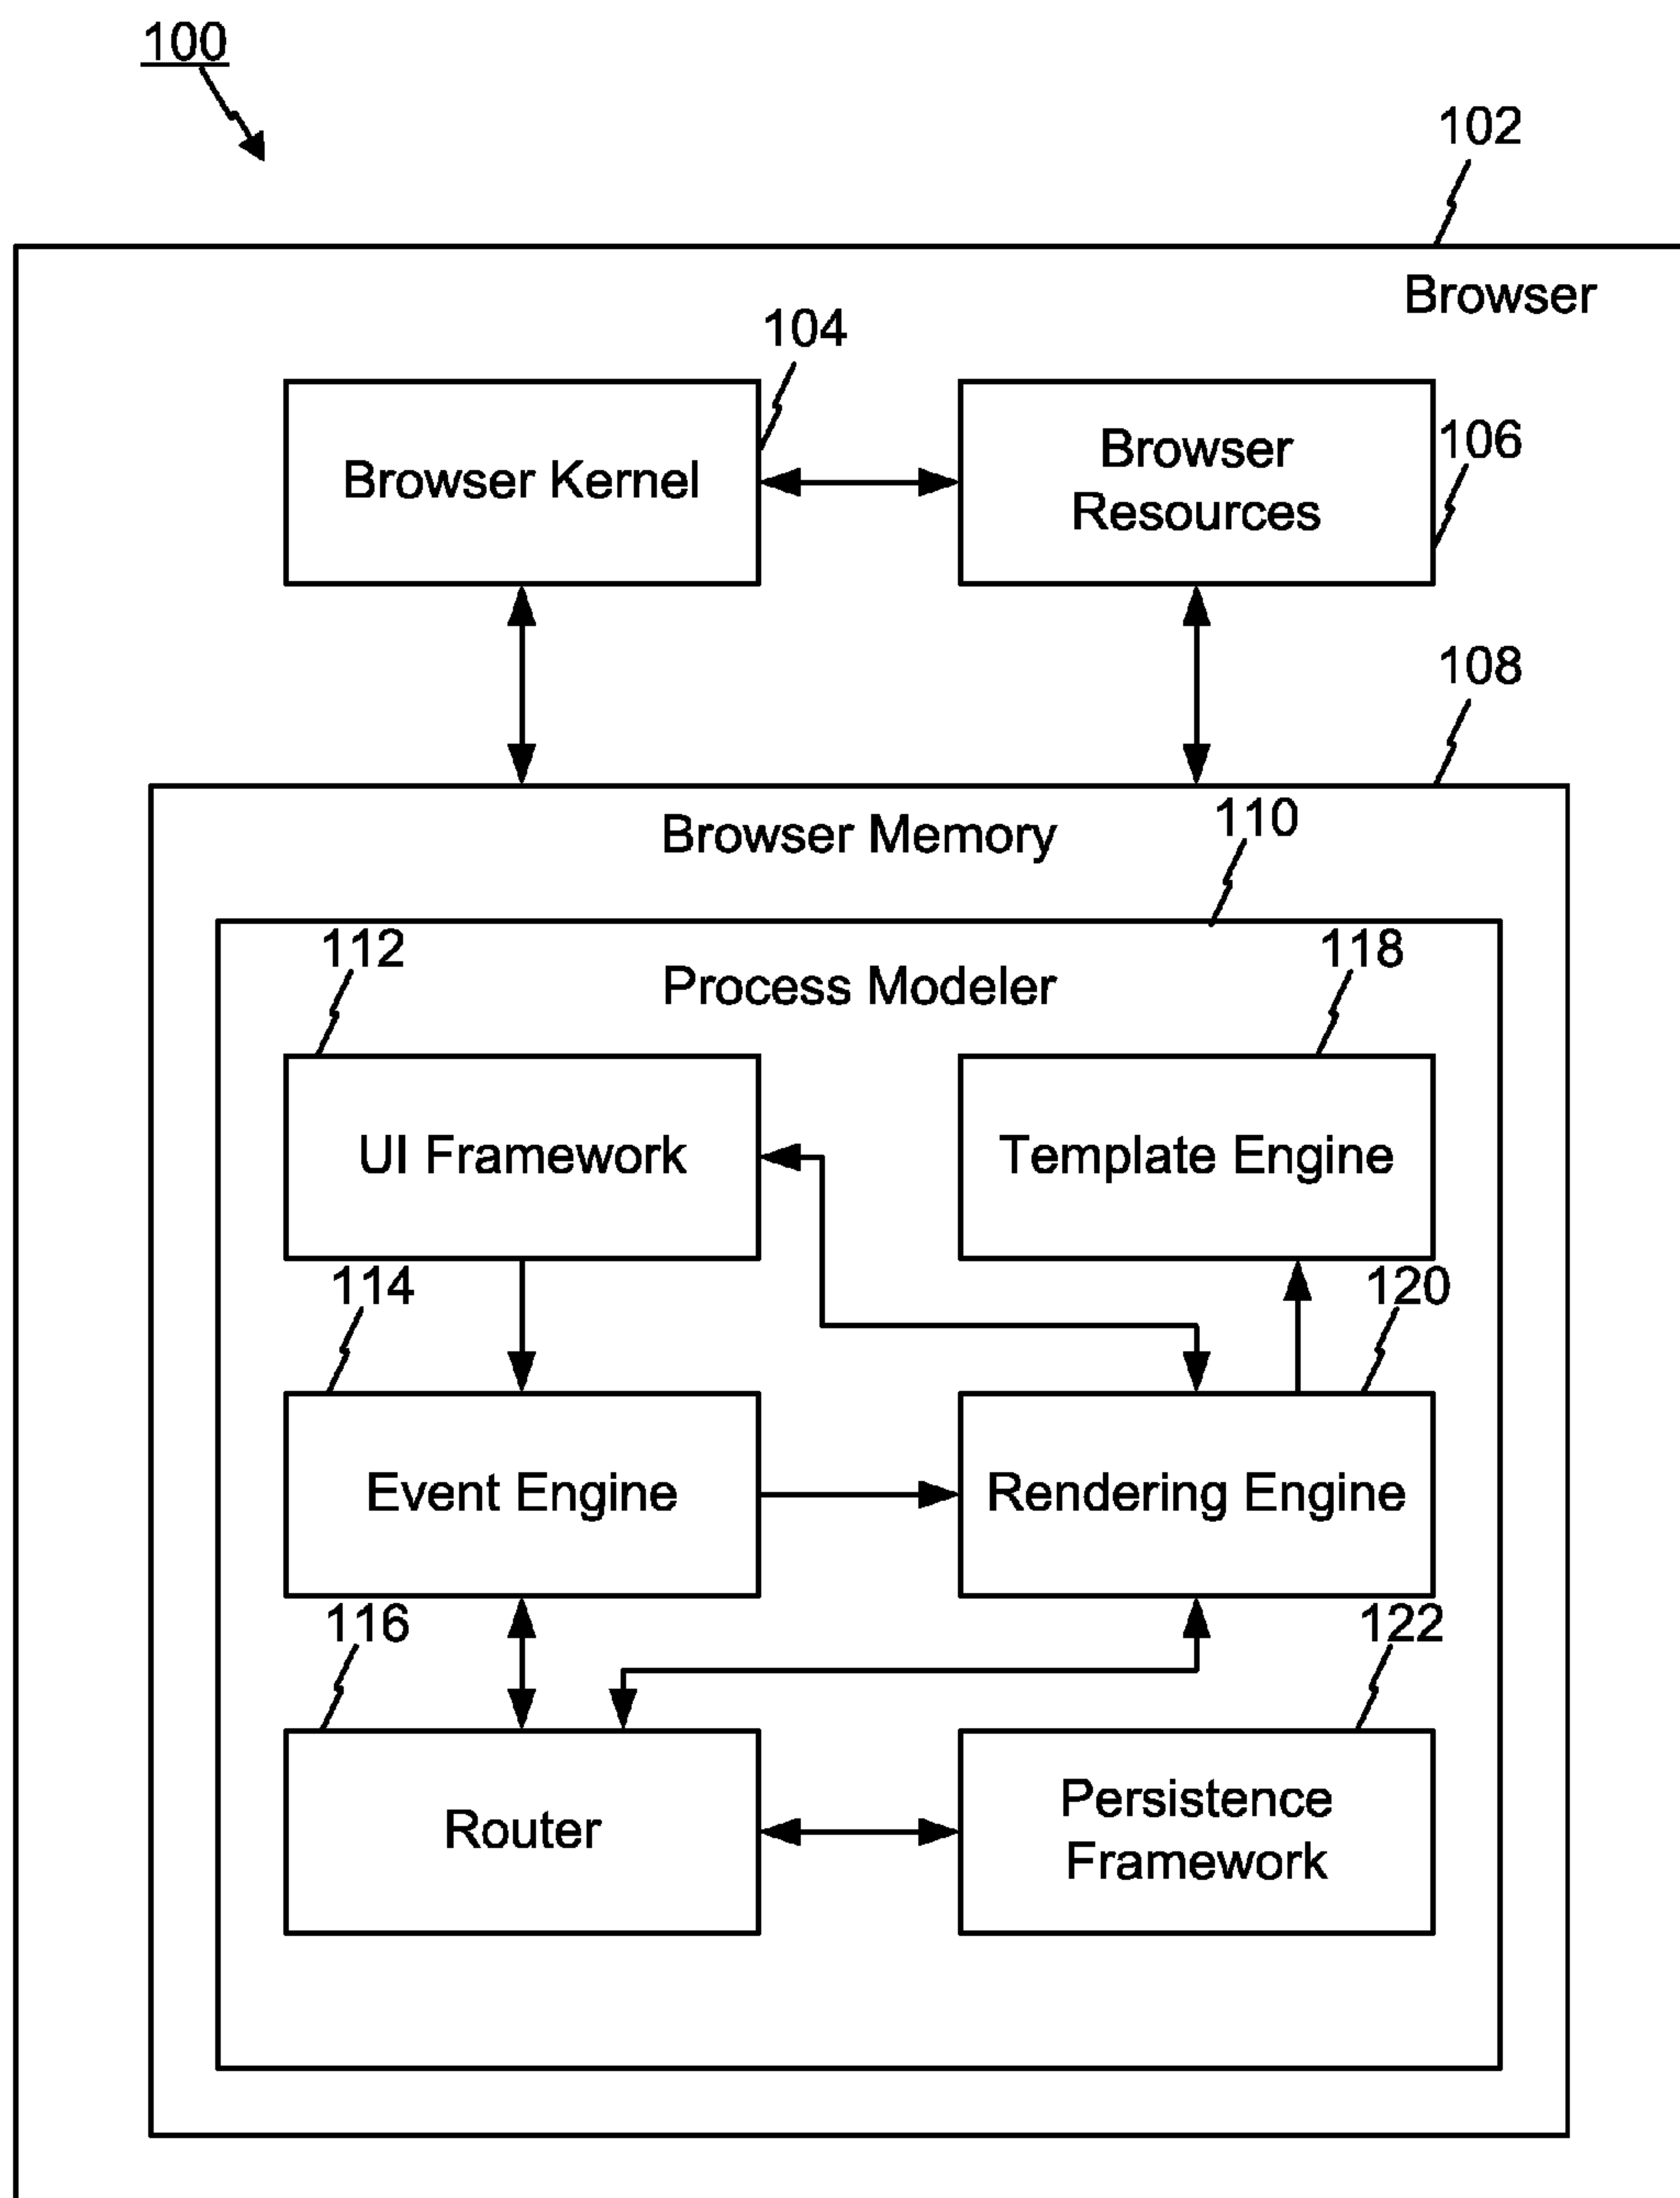 100
102
Browser
104
Browser Kernel
Browser
Resources
106
108
Browser Memory
110
112
118
Process Modeler
UI Framework
Template Engine
114
120
Event Engine
Rendering Engine
116
122
Router
Persistence
Framework